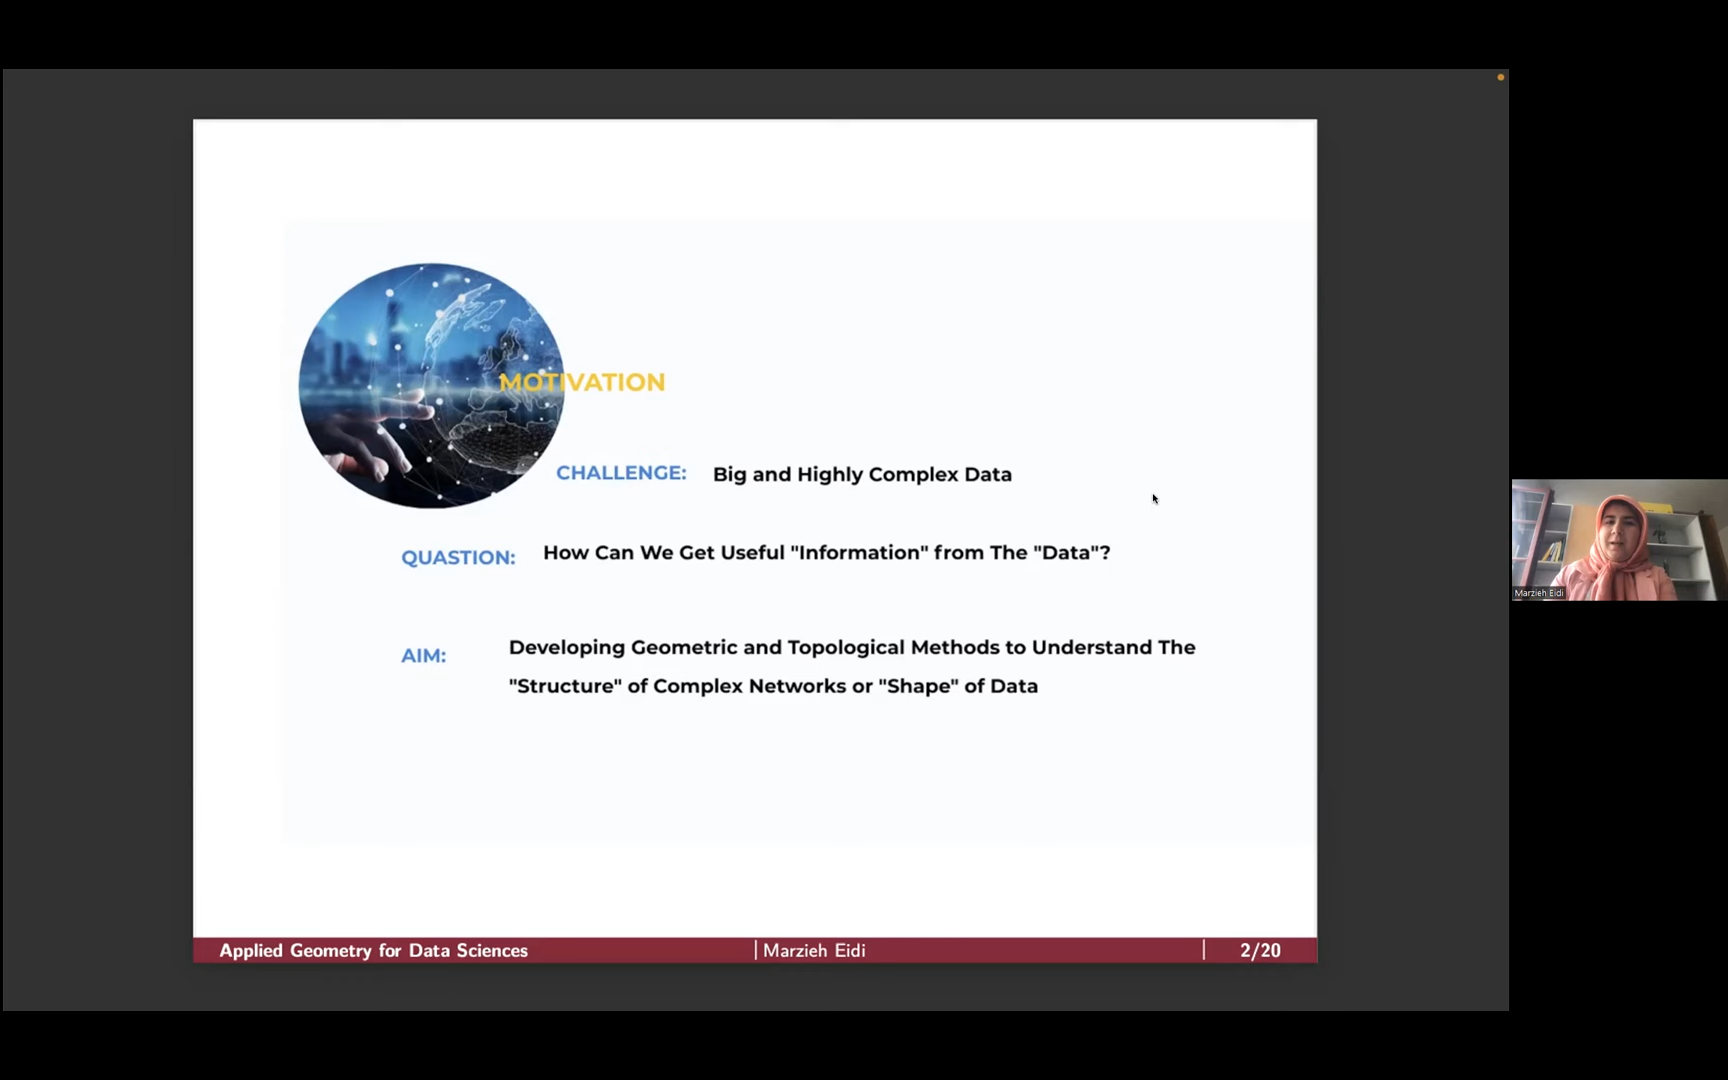 MOTIVATION
CHALLENGE: Big and Highly Complex Data
QUASTION: How Can We Get Useful "Information" from The "Data"?
AIM: Developing Geometric and Topological Methods to Understand The
"Structure" of Complex Networks or "Shape" of Data
Marzieh Eidi
Applied Geometry for Data Sciences | Marzieh Eidi | 2/20